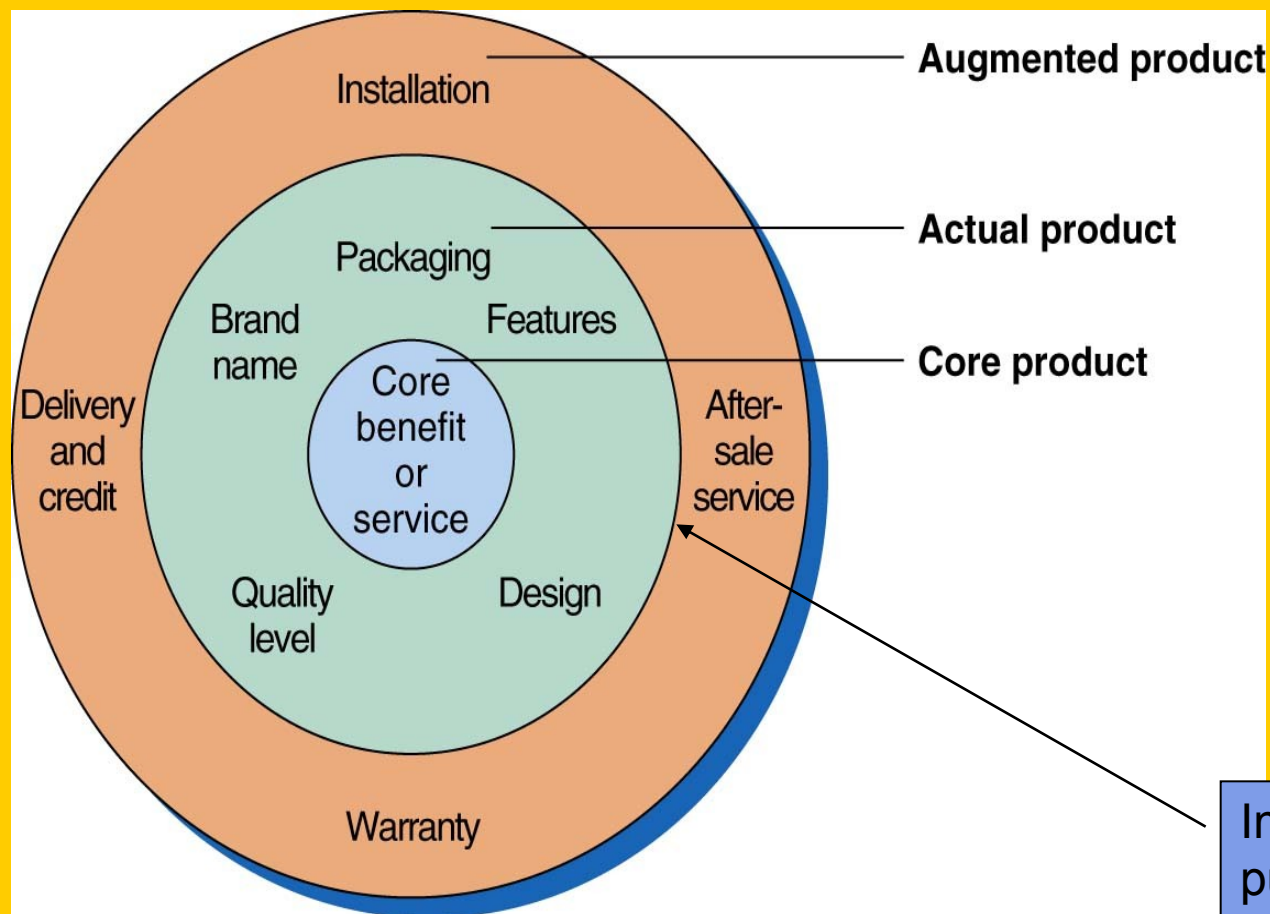 Augmented product
Installation
Actual product
Packaging
Brand
name
Features
Core product
Core
benefit
or
service
Delivery
and
credit
After-
sale
service
Quality
level
Design
Warranty